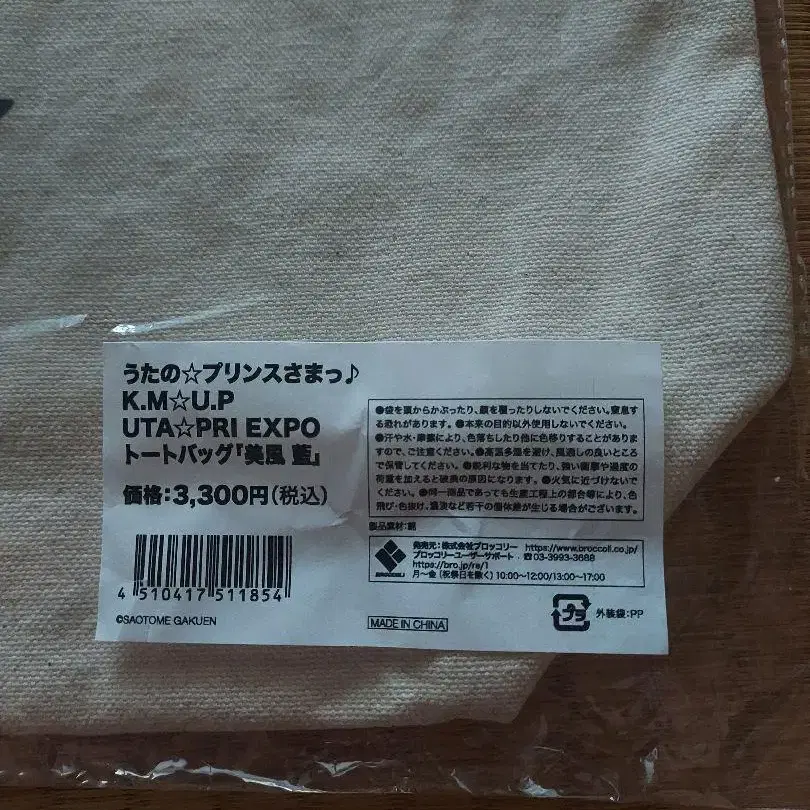 うたの☆プリンスさまっ♪
K.M☆U.P
UTA☆PRI EXPO
トートバッグ「美風 藍」
価格:3,300円(税込)
4 510417 511854
©SAOTOME GAKUEN
●袋を頭からかぶったり、顔を覆ったりしないでください。窒息す
る恐れがあります。●本来の目的以外使用しないでください。
●汗や水・摩擦により、色落ちしたり他に色移りすることがありま
すので、ご注意ください。●高温多湿を避け、風通しの良いところ
で保管してください。●鋭利な物を当てたり、強い衝撃や過度の
荷重を加えると破損の原因になります。●火気に近づけないで
ください。●同一商品であっても生産工程上の都合等により、色
飛び・色抜け、濃淡など若干の個体差が生じる場合がございます。
製品素材:綿
BROCCOLI
発売元:株式会社ブロッコリー https://www.broccoli.co.jp/
ブロッコリーユーザーサポート ☎03-3993-3688
https://bro.jp/re/1
月〜金(祝祭日を除く)10:00〜12:00/13:00〜17:00
MADE IN CHINA
プラ 外装袋:PP